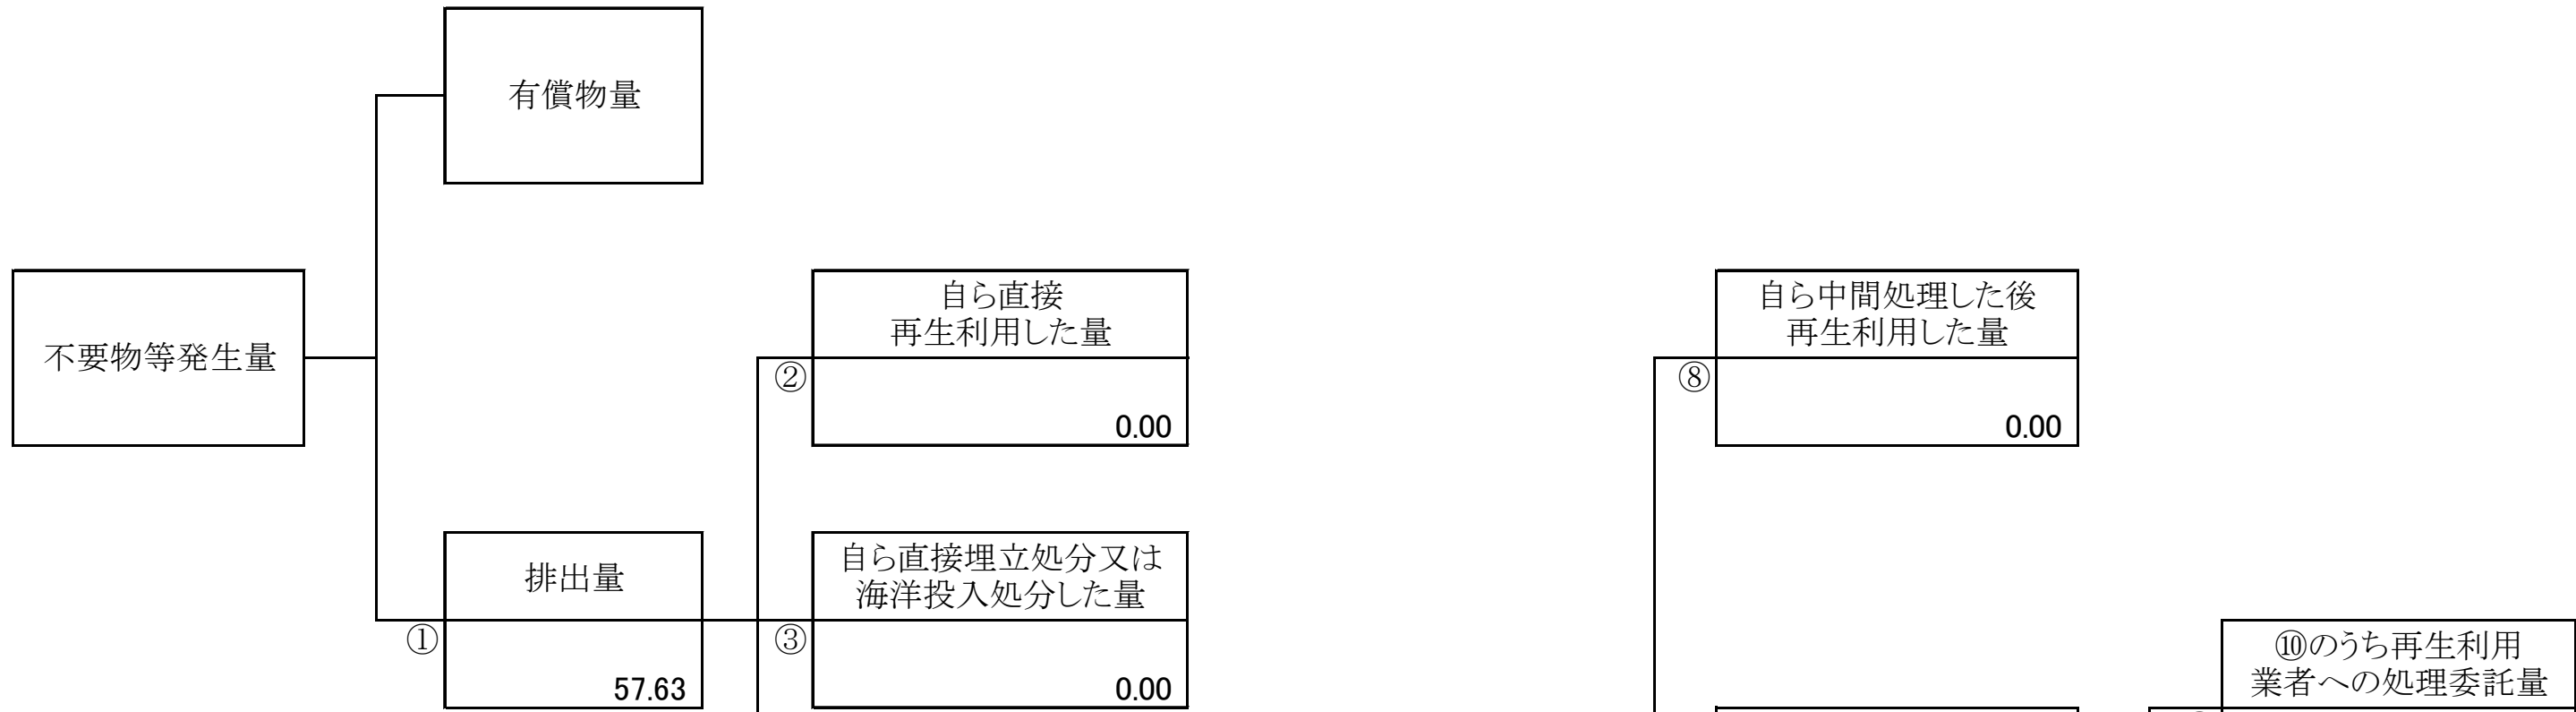 有償物量
不要物等発生量
自ら直接
再生利用した量
②
0.00
自ら中間処理した後
再生利用した量
⑧
0.00
排出量
①
57.63
自ら直接埋立処分又は
海洋投入処分した量
③
0.00
⑩のうち再生利用
業者への処理委託量